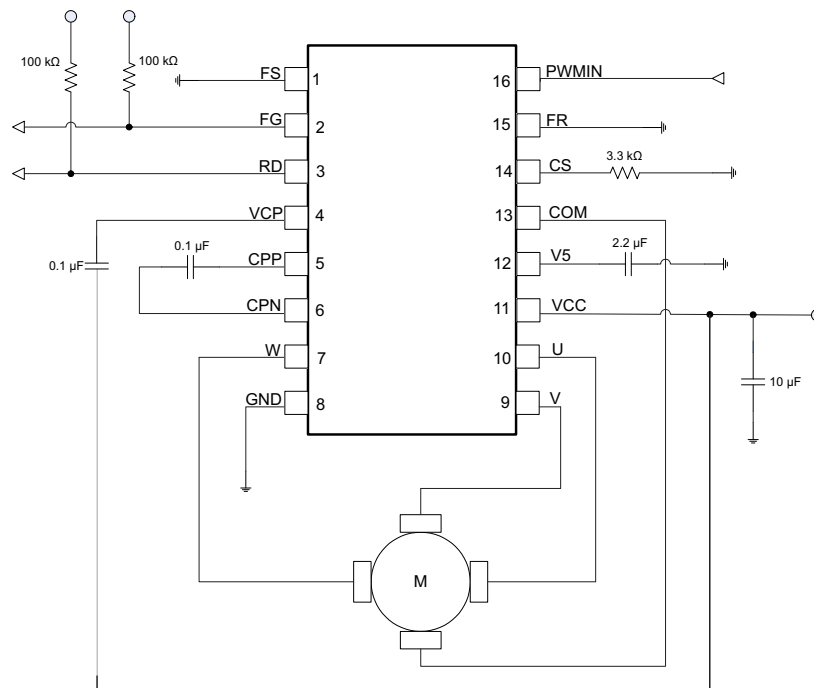 100 kΩ
100 kΩ
FS
1
16
PWMIN
FG
2
15
FR
RD
3
14
CS
3.3 kΩ
VCP
4
13
COM
0.1 µF
0.1 µF
CPP
5
12
V5
2.2 µF
CPN
6
11
VCC
W
7
10
U
10 µF
GND
8
9
V
M